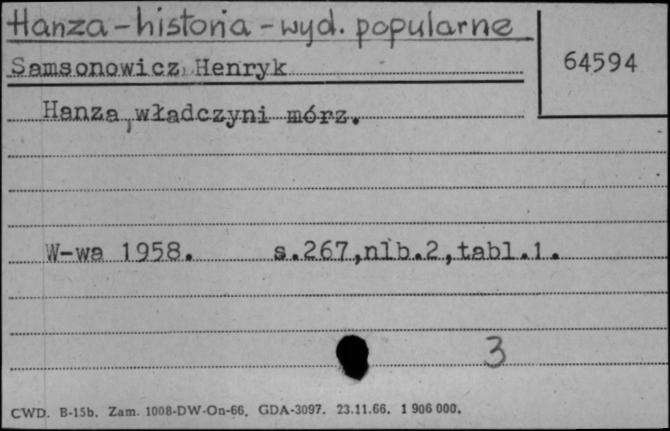 Hanza - historia - wyd. popularne
64594
Samsonowicz, Henryk
Hanza, władczyni mórz.
W-wa 1958. s.267,nlb.2,tabl.1.
3
CWD. B-15b. Zam. 1008-DW-On-66. GDA-3097. 23.11.66. 1 906 000.